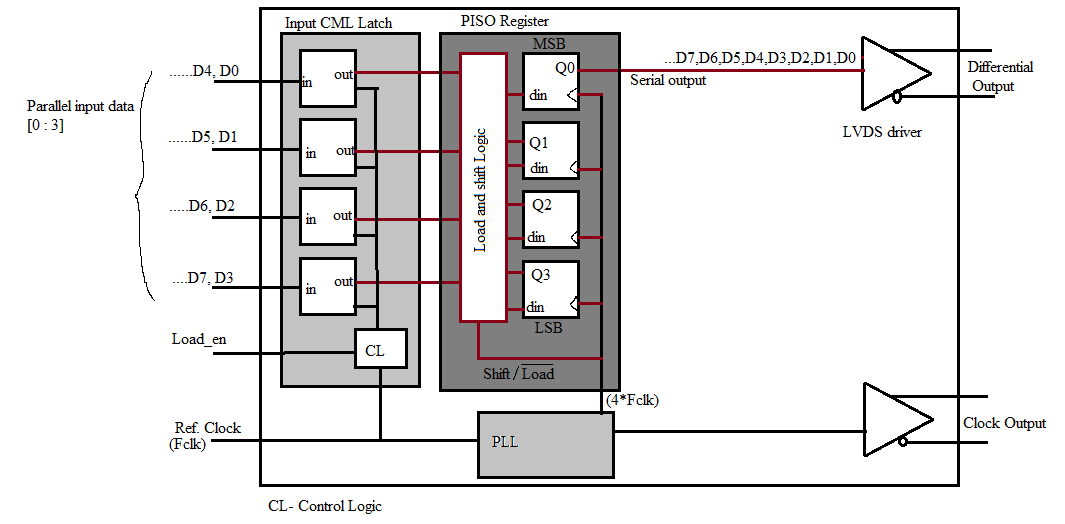 Input CML Latch
PISO Register
MSB
......D4, D0
in
out
Q0
din
...D7,D6,D5,D4,D3,D2,D1,D0
Serial output
Differential
Output
LVDS driver
Parallel input data
[0 : 3]
....D5, D1
in
out
Q1
din
Load and shift Logic
.....D6, D2
in
out
Q2
din
....D7, D3
in
out
Q3
din
LSB
Load_en
CL
Shift / Load
(4*Fclk)
Ref. Clock
(Fclk)
PLL
Clock Output
CL- Control Logic